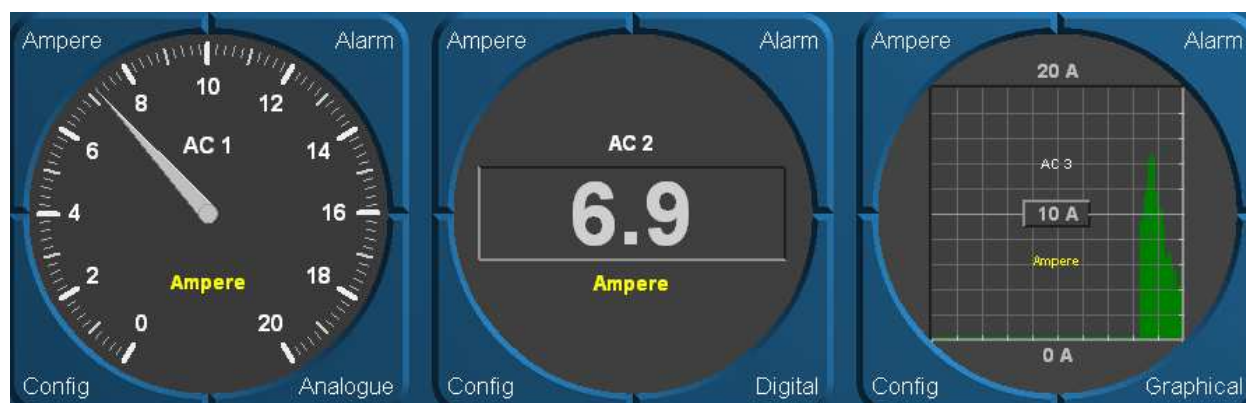 Ampere
Alarm
10
8
12
6
AC 1
14
4
16
2
Ampere
18
0
20
Config
Analogue
Ampere
Alarm
AC 2
6.9
Ampere
Config
Digital
Ampere
Alarm
20 A
AC 3
10 A
Ampere
0 A
Config
Graphical